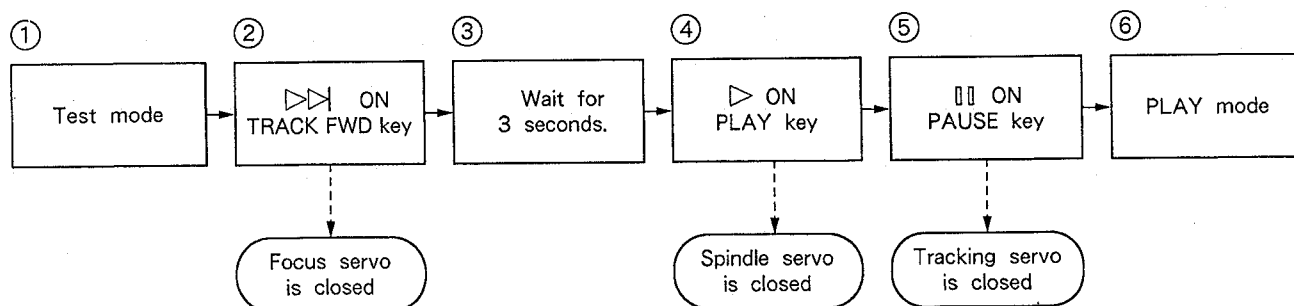 ①
Test mode
②
▷▷| ON
TRACK FWD key
Focus servo
is closed
③
Wait for
3 seconds.
④
▷ ON
PLAY key
Spindle servo
is closed
⑤
▯▯ ON
PAUSE key
Tracking servo
is closed
⑥
PLAY mode